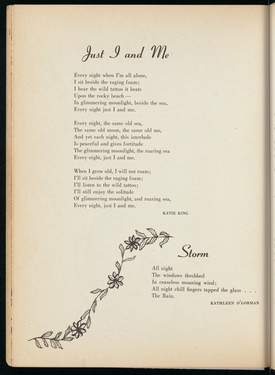 Just I and Me
Every night when I'm all alone,
I sit beside the raging foam;
I hear the wild tattoo it beats
Upon the rocky beach —
In glimmering moonlight, beside the sea,
Every night just I and me.
Every night, the same old sea,
The same old moon, the same old me,
And yet each night, this interlude
Is peaceful and gives fortitude
The glimmering moonlight, the roaring sea
Every night, just I and me.
When I grow old, I will not roam;
I'll sit beside the raging foam;
I'll listen to the wild tattoo;
I'll still enjoy the solitude
Of glimmering moonlight, and roaring sea,
Every night, just I and me.
KATIE KING
Storm
All night
The windows throbbed
In ceaseless moaning wind;
All night chill fingers tapped the glass . . .
The Rain.
KATHLEEN O'GORMAN